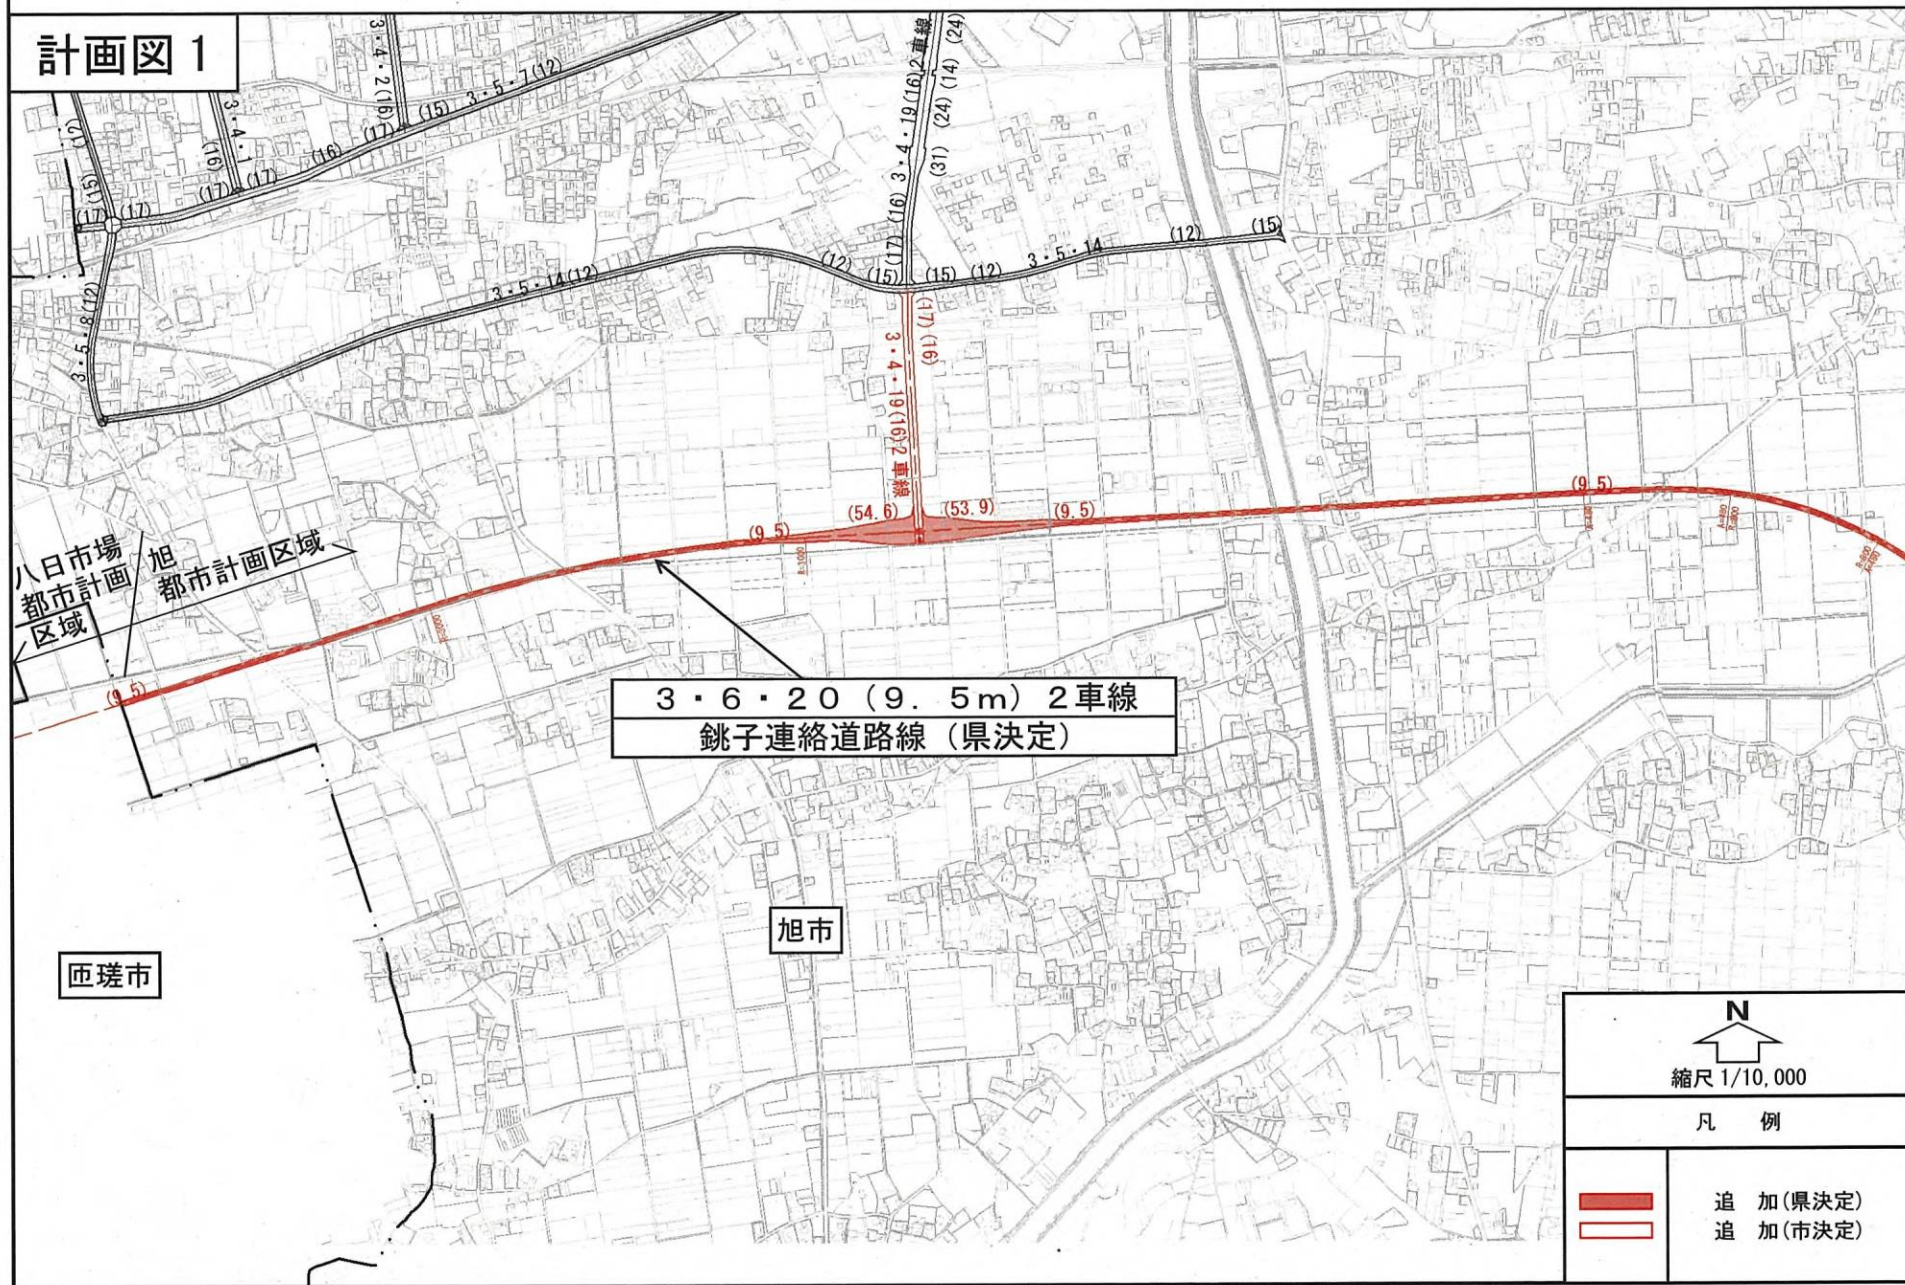 計画図1
3・4・2(16)
(17)
(15)
3・5・7(12)
3・4・1
(16)
(17)
(17)
(16)
(12)
(15)
(17)
(17)
3・5・8(12)
3・4・19(16)2車線
(24)
(14)
(24)
(31)
(16)
(17)
3・5・14(12)
(12)
(15)
(15)
(12)
3・5・14
(12)
(15)
(17)(16)
3・4・19(16)2車線
(54.6)
(53.9)
(9.5)
(9.5)
(9.5)
(9.5)
八日市場
都市計画
区域
旭
都市計画区域
3・6・20(9.5m)2車線
銚子連絡道路線(県決定)
旭市
匝瑳市
N
縮尺1/10,000
凡 例
追 加(県決定)
追 加(市決定)